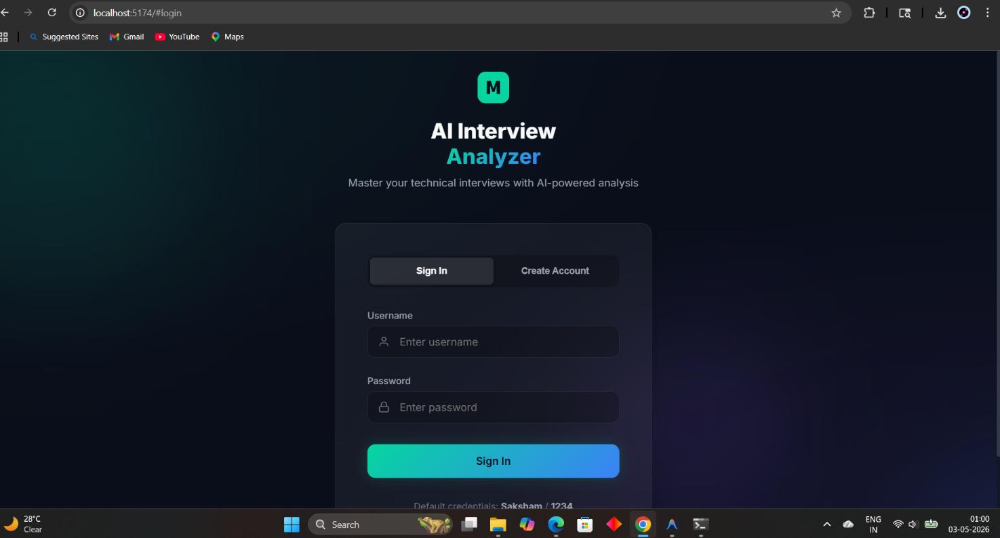 localhost:5174/#login
Suggested Sites Gmail YouTube Maps
M
AI Interview
Analyzer
Master your technical interviews with AI-powered analysis
Sign In Create Account
Username
Enter username
Password
Enter password
Sign In
Default credentials: Saksham / 1234
28°C
Clear
Search
ENG
IN
01:00
03-05-2026